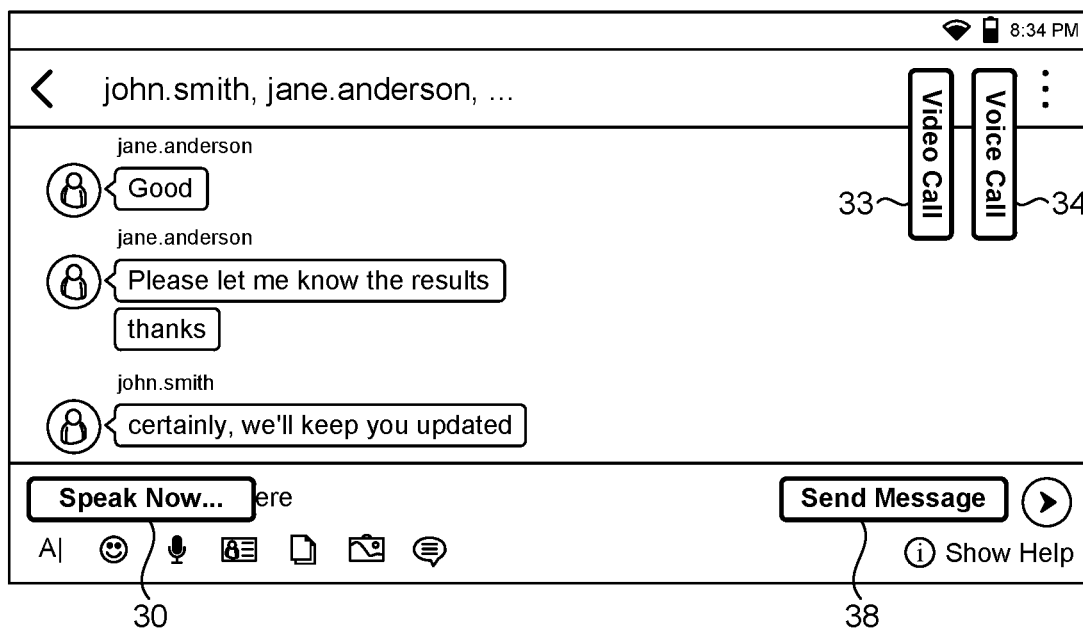 8:34 PM
john.smith, jane.anderson, ...
Video Call
Voice Call
33
34
jane.anderson
Good
jane.anderson
Please let me know the results
thanks
john.smith
certainly, we'll keep you updated
Speak Now... ere
Send Message
A|
i Show Help
30
38